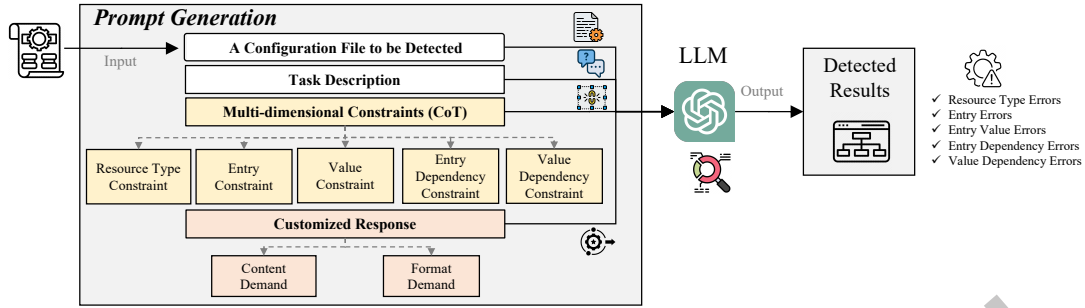 Prompt Generation
Input
A Configuration File to be Detected
Task Description
Multi-dimensional Constraints (CoT)
Resource Type
Constraint
Entry
Constraint
Value
Constraint
Entry
Dependency
Constraint
Value
Dependency
Constraint
Customized Response
Content
Demand
Format
Demand
LLM
Output
Detected
Results
✓ Resource Type Errors
✓ Entry Errors
✓ Entry Value Errors
✓ Entry Dependency Errors
✓ Value Dependency Errors